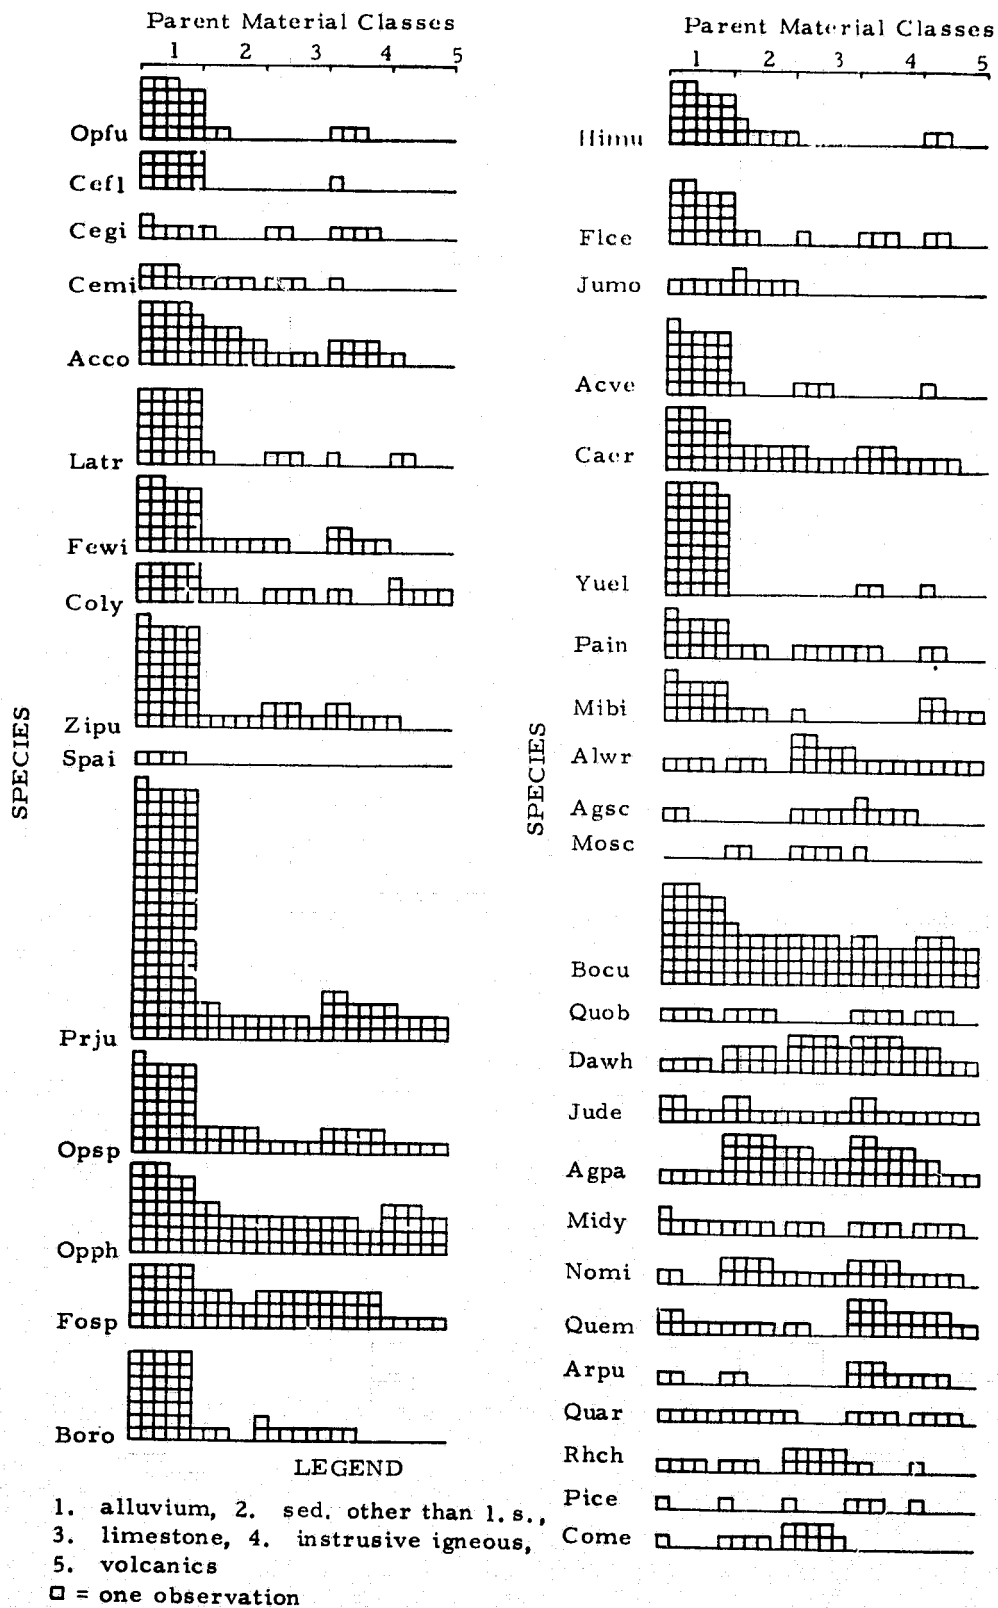 Parent Material Classes
1 2 3 4 5
Opfu
Cefl
Cegi
Cemi
Acco
Latr
Fewi
Coly
Zipu
Spai
Prju
Opsp
Opph
Fosp
Boro
SPECIES
LEGEND
1. alluvium, 2. sed. other than l.s.,
3. limestone, 4. instrusive igneous,
5. volcanics
= one observation
Parent Material Classes
1 2 3 4 5
Himu
Flce
Jumo
Acve
Caer
Yuel
Pain
Mibi
Alwr
Agsc
Mosc
Bocu
Quob
Dawh
Jude
Agpa
Midy
Nomi
Quem
Arpu
Quar
Rhch
Pice
Come
SPECIES